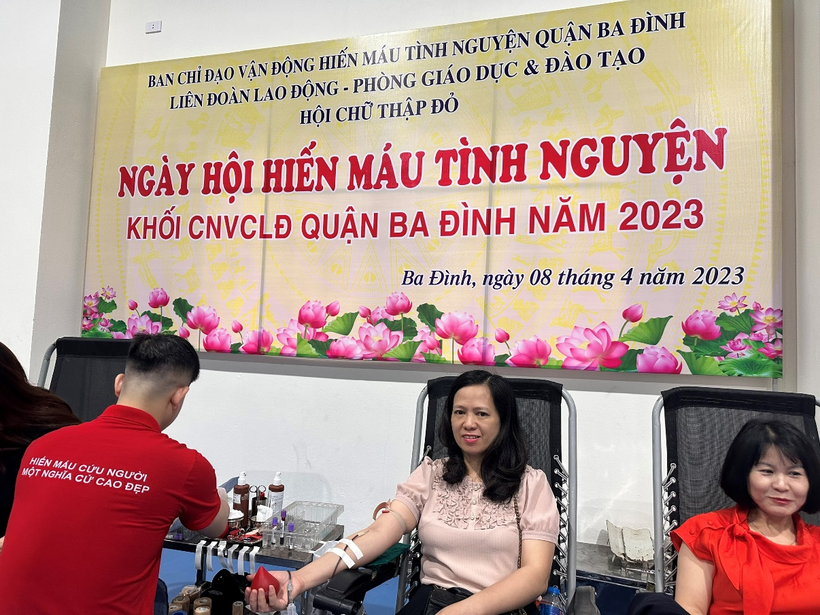 BAN CHỈ ĐẠO VẬN ĐỘNG HIẾN MÁU TÌNH NGUYỆN QUẬN BA ĐÌNH
LIÊN ĐOÀN LAO ĐỘNG - PHÒNG GIÁO DỤC & ĐÀO TẠO
HỘI CHỮ THẬP ĐỎ
NGÀY HỘI HIẾN MÁU TÌNH NGUYỆN
KHỐI CNVCLĐ QUẬN BA ĐÌNH NĂM 2023
Ba Đình, ngày 08 tháng 4 năm 2023
HIẾN MÁU CỨU NGƯỜI
MỘT NGHĨA CỬ CAO ĐẸP